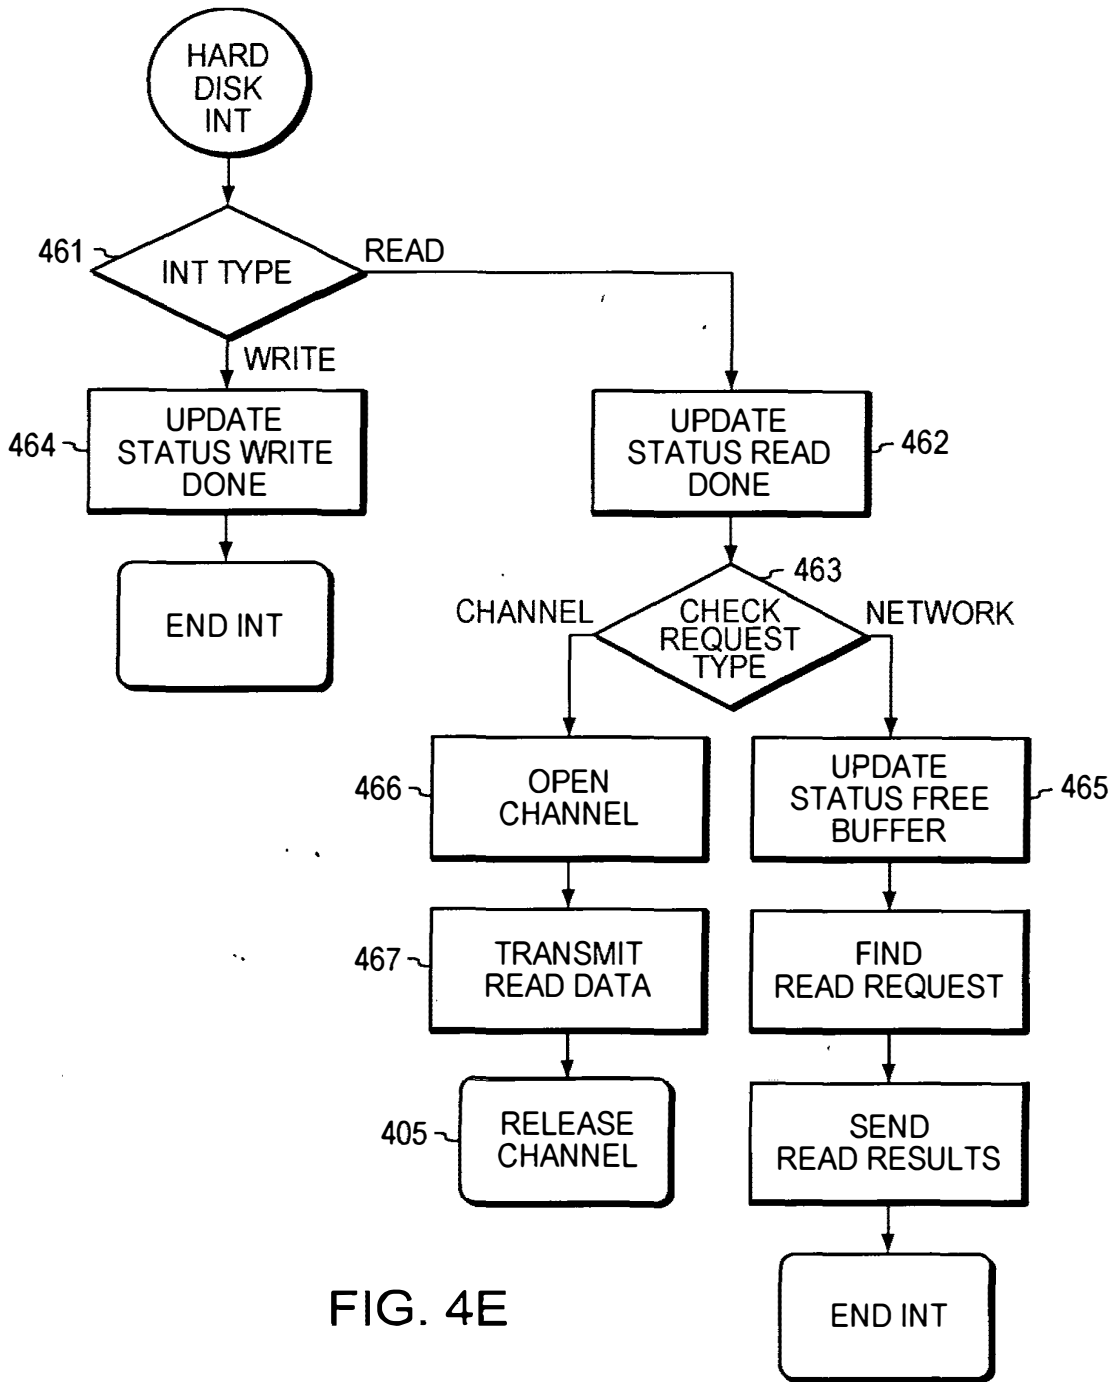 HARD
DISK
INT
461
INT TYPE
READ
WRITE
464
UPDATE
STATUS WRITE
DONE
UPDATE
STATUS READ
DONE
462
END INT
463
CHANNEL
CHECK
REQUEST
TYPE
NETWORK
466
OPEN
CHANNEL
UPDATE
STATUS FREE
BUFFER
465
467
TRANSMIT
READ DATA
FIND
READ REQUEST
405
RELEASE
CHANNEL
SEND
READ RESULTS
END INT
FIG. 4E